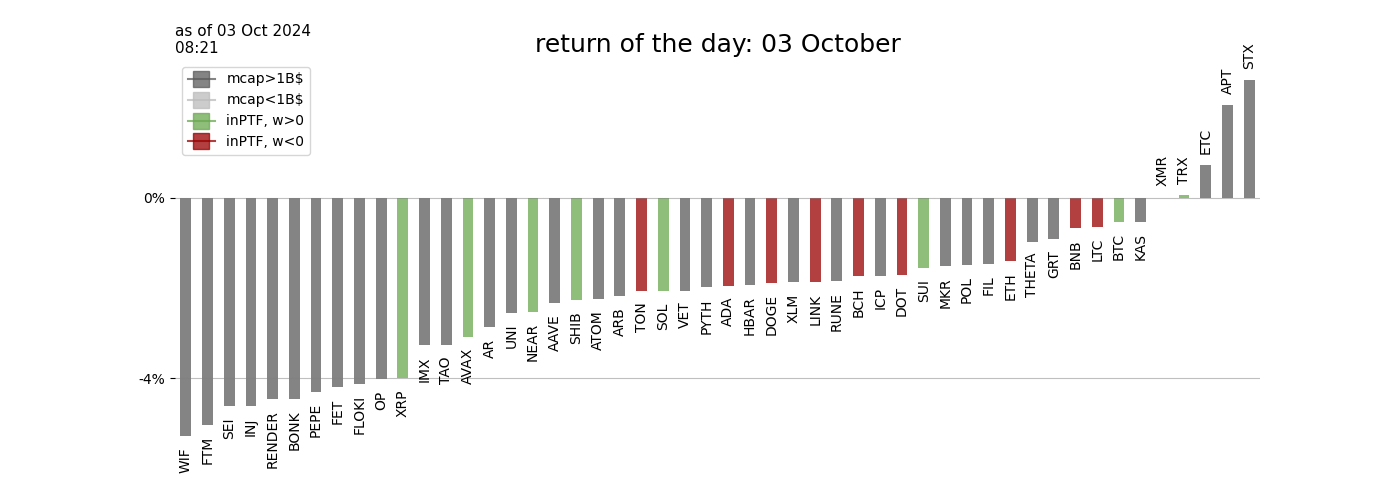 as of 03 Oct 2024
08:21
return of the day: 03 October
mcap>1B$
mcap<1B$
inPTF, w>0
inPTF, w<0
0%
-4%
WIF
FTM
SEI
INJ
RENDER
BONK
PEPE
FET
FLOKI
OP
XRP
IMX
TAO
AVAX
AR
UNI
NEAR
AAVE
SHIB
ATOM
ARB
TON
SOL
VET
PYTH
ADA
HBAR
DOGE
XLM
LINK
RUNE
BCH
ICP
DOT
SUI
MKR
POL
FIL
ETH
THETA
GRT
BNB
LTC
BTC
KAS
XMR
TRX
ETC
APT
STX